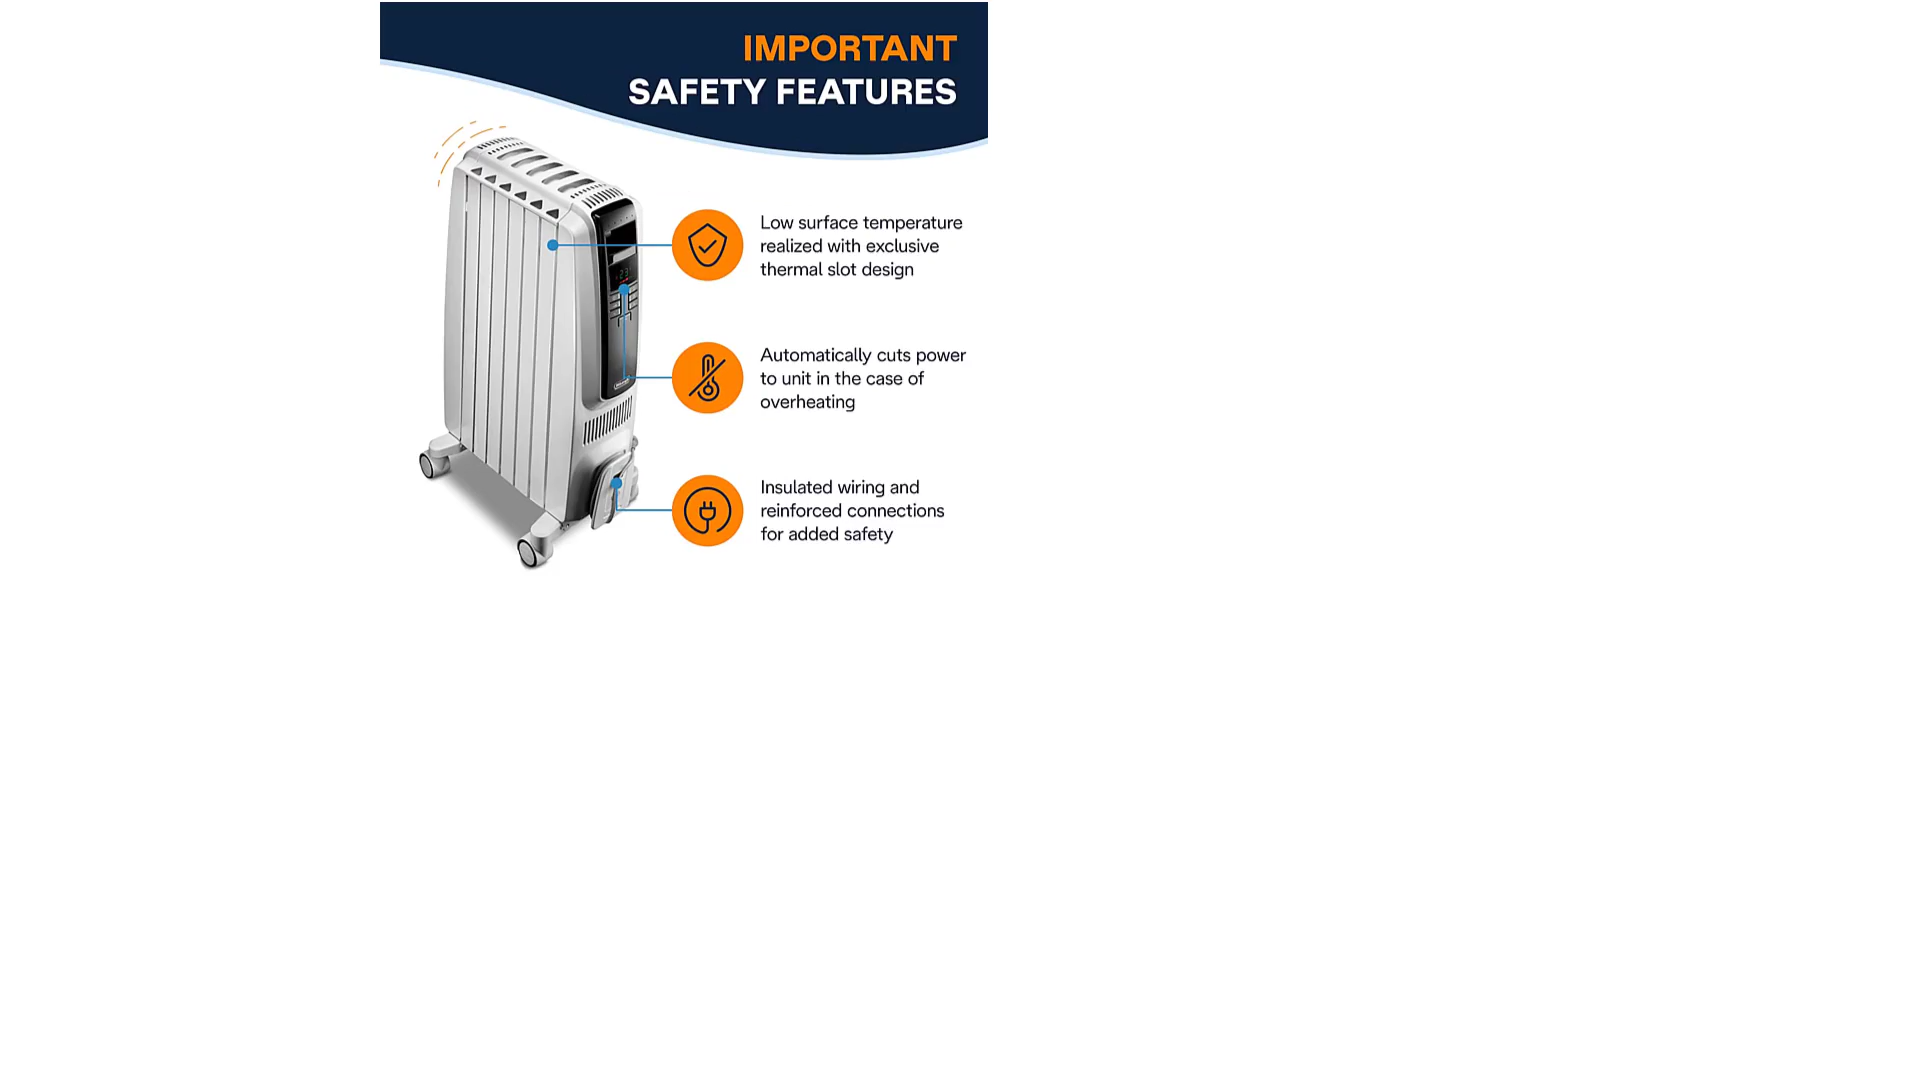 IMPORTANT
SAFETY FEATURES
Low surface temperature
realized with exclusive
thermal slot design
Automatically cuts power
to unit in the case of
overheating
Insulated wiring and
reinforced connections
for added safety